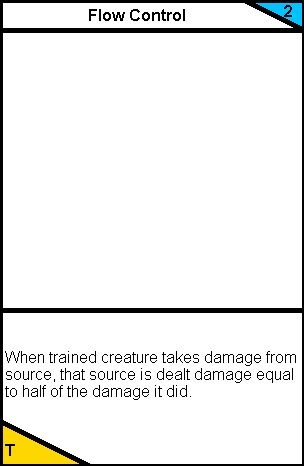 Flow Control
2
When trained creature takes damage from
source, that source is dealt damage equal
to half of the damage it did.
T